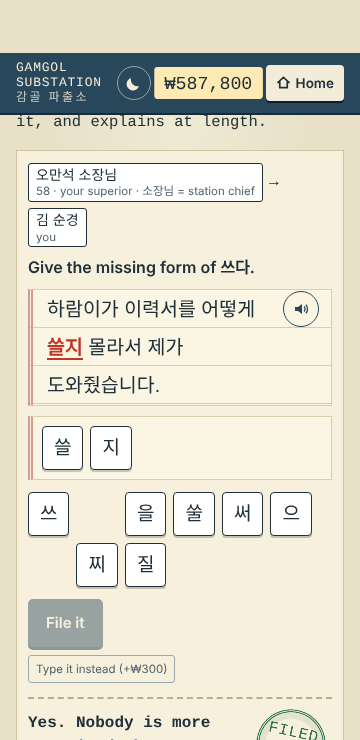 GAMGOL
SUBSTATION
감골 파출소
₩587,800
Home
it, and explains at length.
오만석 소장님
58 · your superior · 소장님 = station chief
→
김 순경
you
Give the missing form of 쓰다.
하람이가 이력서를 어떻게
쓸지 몰라서 제가
도와줬습니다.
쓸 지
쓰 을 쑬 써 으
찌 질
File it
Type it instead (+₩300)
Yes. Nobody is more
FILED